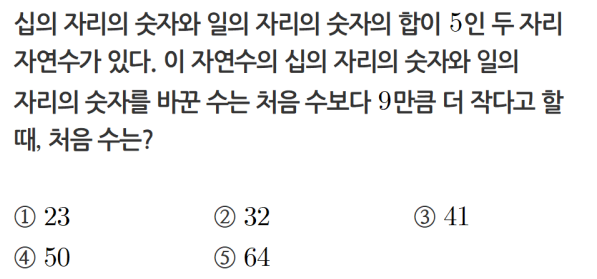 십의 자리의 숫자와 일의 자리의 숫자의 합이 5인 두 자리
자연수가 있다. 이 자연수의 십의 자리의 숫자와 일의
자리의 숫자를 바꾼 수는 처음 수보다 9만큼 더 작다고 할
때, 처음 수는?
① 23 ② 32 ③ 41
④ 50 ⑤ 64